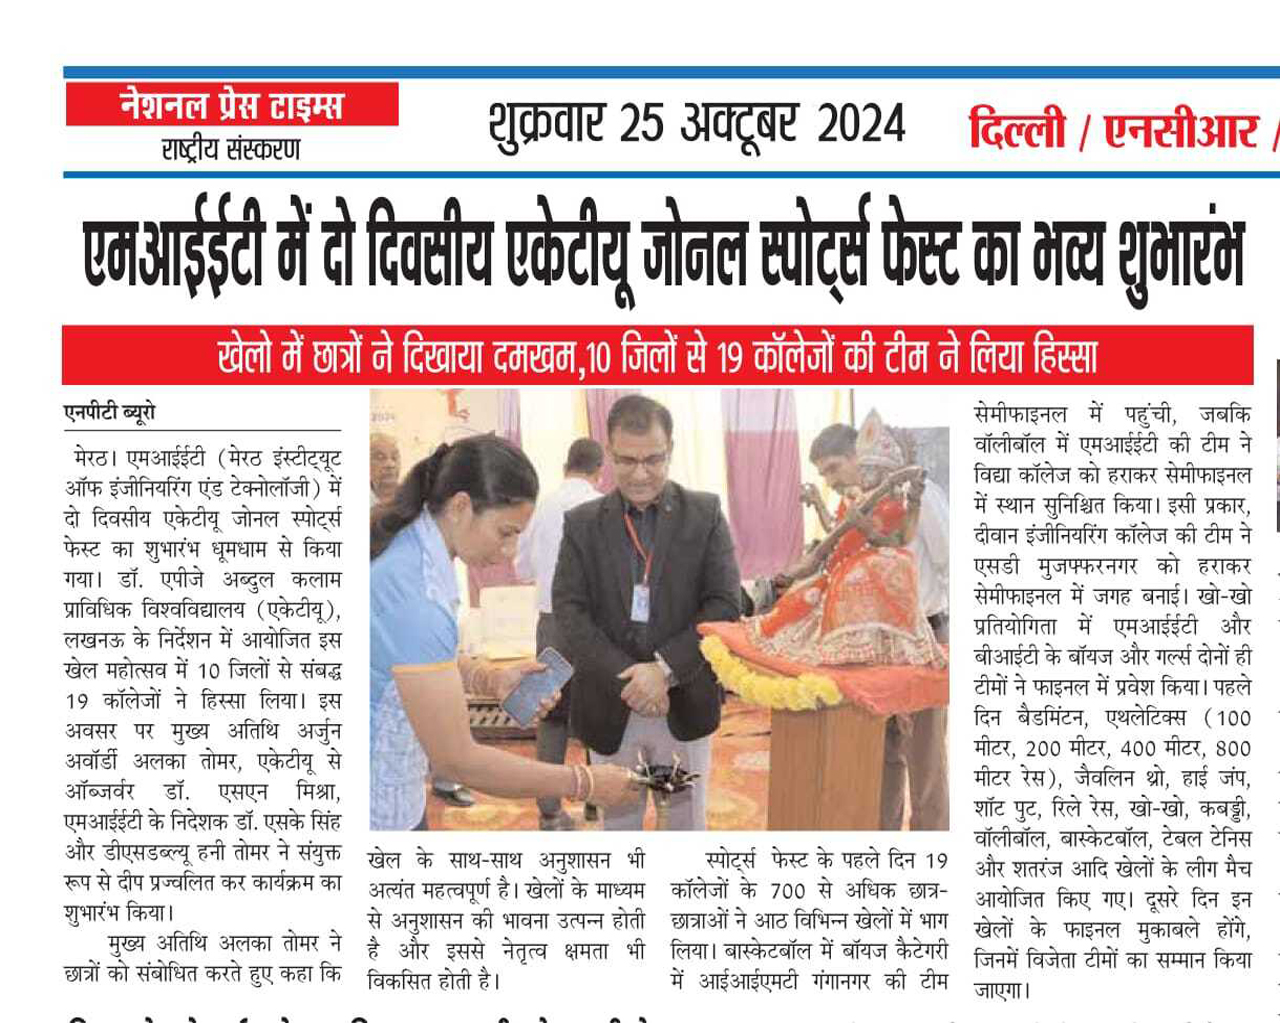 नेशनल प्रेस टाइम्स
राष्ट्रीय संस्करण
शुक्रवार 25 अक्टूबर 2024
दिल्ली / एनसीआर /
एमआईईटी में दो दिवसीय एकेटीयू जोनल स्पोर्ट्स फेस्ट का भव्य शुभारंभ
खेलो में छात्रों ने दिखाया दमखम,10 जिलों से 19 कॉलेजों की टीम ने लिया हिस्सा
एनपीटी ब्यूरो
मेरठ। एमआईईटी (मेरठ इंस्टीट्यूट
ऑफ इंजीनियरिंग एंड टेक्नोलॉजी) में
दो दिवसीय एकेटीयू जोनल स्पोर्ट्स
फेस्ट का शुभारंभ धूमधाम से किया
गया। डॉ. एपीजे अब्दुल कलाम
प्राविधिक विश्वविद्यालय (एकेटीयू),
लखनऊ के निर्देशन में आयोजित इस
खेल महोत्सव में 10 जिलों से संबद्ध
19 कॉलेजों ने हिस्सा लिया। इस
अवसर पर मुख्य अतिथि अर्जुन
अवॉर्डी अलका तोमर, एकेटीयू से
ऑब्जर्वर डॉ. एसएन मिश्रा,
एमआईईटी के निदेशक डॉ. एसके सिंह
और डीएसडब्ल्यू हनी तोमर ने संयुक्त
रूप से दीप प्रज्वलित कर कार्यक्रम का
शुभारंभ किया।
मुख्य अतिथि अलका तोमर ने
छात्रों को संबोधित करते हुए कहा कि
खेल के साथ-साथ अनुशासन भी
अत्यंत महत्वपूर्ण है। खेलों के माध्यम
से अनुशासन की भावना उत्पन्न होती
है और इससे नेतृत्व क्षमता भी
विकसित होती है।
स्पोर्ट्स फेस्ट के पहले दिन 19
कॉलेजों के 700 से अधिक छात्र-
छात्राओं ने आठ विभिन्न खेलों में भाग
लिया। बास्केटबॉल में बॉयज कैटेगरी
में आईआईएमटी गंगानगर की टीम
सेमीफाइनल में पहुंची, जबकि
वॉलीबॉल में एमआईईटी की टीम ने
विद्या कॉलेज को हराकर सेमीफाइनल
में स्थान सुनिश्चित किया। इसी प्रकार,
दीवान इंजीनियरिंग कॉलेज की टीम ने
एसडी मुजफ्फरनगर को हराकर
सेमीफाइनल में जगह बनाई। खो-खो
प्रतियोगिता में एमआईईटी और
बीआईटी के बॉयज और गर्ल्स दोनों ही
टीमों ने फाइनल में प्रवेश किया। पहले
दिन बैडमिंटन, एथलेटिक्स (100
मीटर, 200 मीटर, 400 मीटर, 800
मीटर रेस), जैवलिन थ्रो, हाई जंप,
शॉट पुट, रिले रेस, खो-खो, कबड्डी,
वॉलीबॉल, बास्केटबॉल, टेबल टेनिस
और शतरंज आदि खेलों के लीग मैच
आयोजित किए गए। दूसरे दिन इन
खेलों के फाइनल मुकाबले होंगे,
जिनमें विजेता टीमों का सम्मान किया
जाएगा।